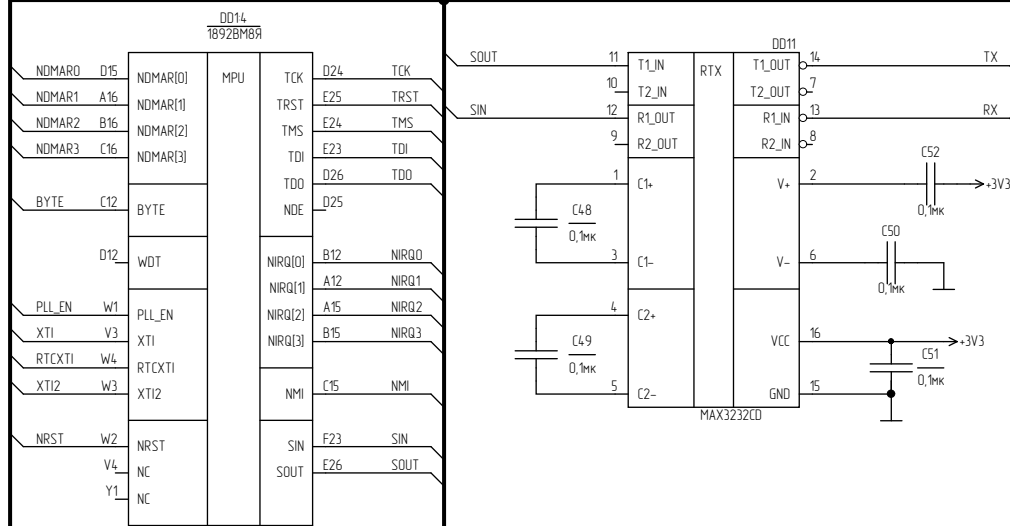 DD1.4
1892ВМ8Я
NDMAR0 D15 NDMAR[0] MPU TCK D24 TCK
NDMAR1 A16 NDMAR[1] TRST E25 TRST
NDMAR2 B16 NDMAR[2] TMS E24 TMS
NDMAR3 C16 NDMAR[3] TDI E23 TDI
TDO D26 TDO
BYTE C12 BYTE NDE D25
D12 WDT NIRQ[0] B12 NIRQ0
NIRQ[1] A12 NIRQ1
PLL_EN W1 PLL_EN NIRQ[2] A15 NIRQ2
XTI V3 XTI NIRQ[3] B15 NIRQ3
RTCXTI W4 RTCXTI
XTI2 W3 XTI2 NMI C15 NMI
NRST W2 NRST SIN F23 SIN
V4 NC SOUT E26 SOUT
Y1 NC
DD11
SOUT 11 T1_IN RTX T1_OUT 14 TX
10 T2_IN T2_OUT 7
SIN 12 R1_OUT R1_IN 13 RX
9 R2_OUT R2_IN 8
C52
1 C1+ V+ 2 +3V3
0,1мк
C48
0,1мк
C50
3 C1- V- 6
0,1мк
4 C2+
C49
VCC 16 +3V3
0,1мк
C51
0,1мк
5 C2- GND 15
MAX3232CD